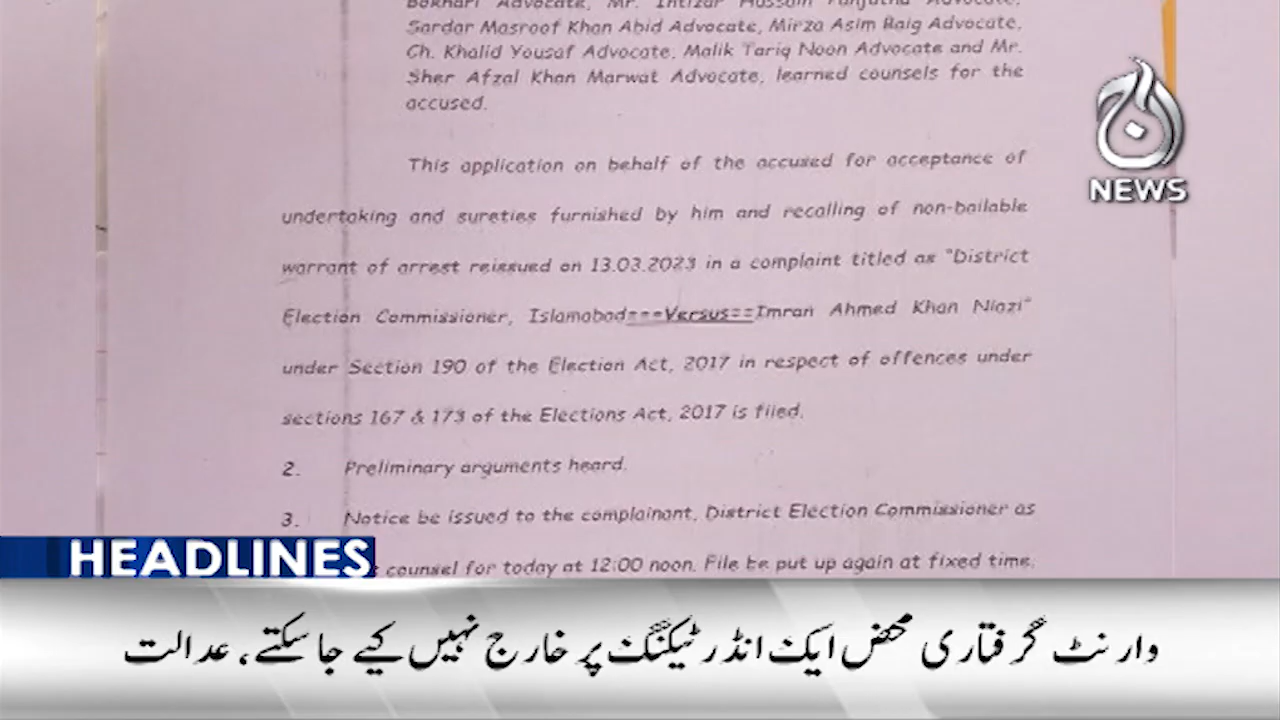 Bokhari Advocate, Mr. Intizar Hussain Panjutha Advocate,
Sardar Masroof Khan Abid Advocate, Mirza Asim Baig Advocate,
Ch. Khalid Yousaf Advocate, Malik Tariq Noon Advocate and Mr.
Sher Afzal Khan Marwat Advocate, learned counsels for the
accused.
آج
NEWS
This application on behalf of the accused for acceptance of
undertaking and sureties furnished by him and recalling of non-bailable
warrant of arrest reissued on 13.03.2023 in a complaint titled as "District
Election Commissioner, Islamabad===Versus==Imran Ahmed Khan Niazi"
under Section 190 of the Election Act, 2017 in respect of offences under
sections 167 & 173 of the Elections Act, 2017 is filed.
2. Preliminary arguments heard.
3. Notice be issued to the complainant, District Election Commissioner as
counsel for today at 12:00 noon. File be put up again at fixed time.
HEADLINES
وارنٹ گرفتاری محض ایک انڈرٹیکنگ پر خارج نہیں کیے جاسکتے، عدالت